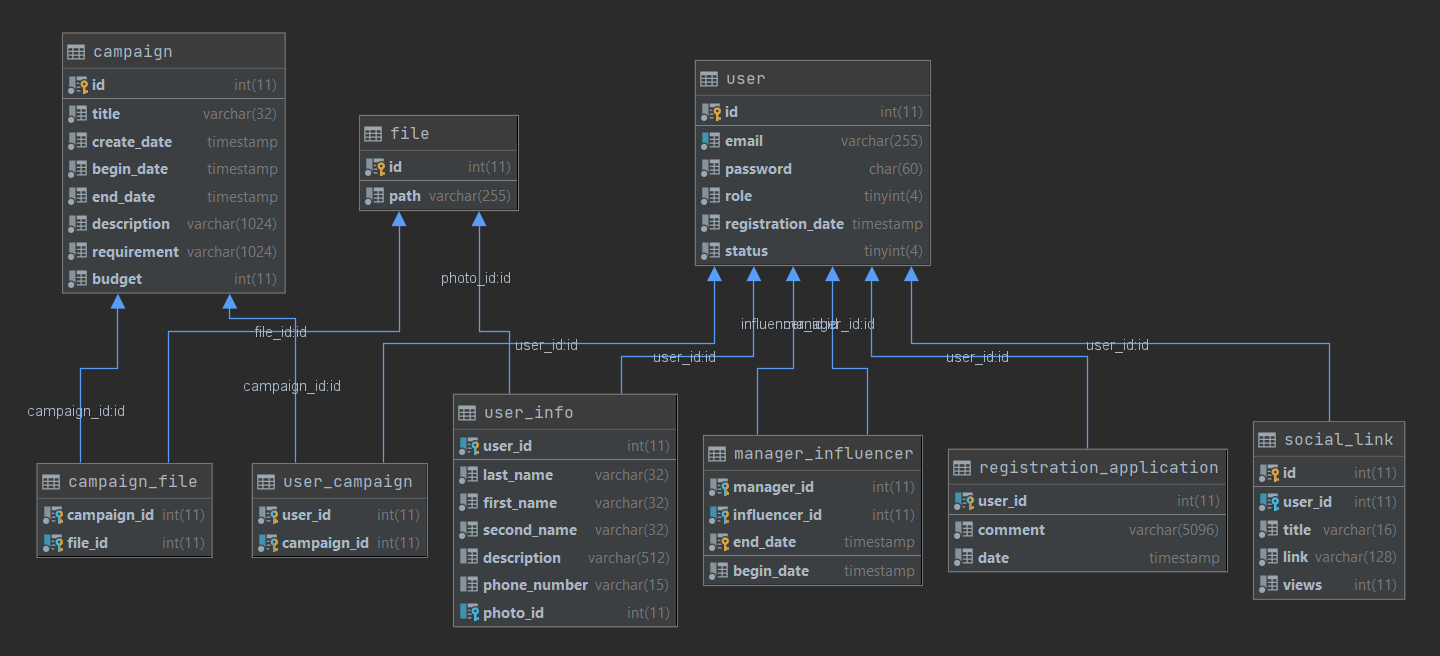 campaign
id int(11)
title varchar(32)
create_date timestamp
begin_date timestamp
end_date timestamp
description varchar(1024)
requirement varchar(1024)
budget int(11)
file
id int(11)
path varchar(255)
user
id int(11)
email varchar(255)
password char(60)
role tinyint(4)
registration_date timestamp
status tinyint(4)
photo_id:id
file_id:id
influencer_id:id
manager_id:id
user_id:id
user_id:id
user_id:id
user_id:id
campaign_id:id
campaign_id:id
campaign_file
campaign_id int(11)
file_id int(11)
user_campaign
user_id int(11)
campaign_id int(11)
user_info
user_id int(11)
last_name varchar(32)
first_name varchar(32)
second_name varchar(32)
description varchar(512)
phone_number varchar(15)
photo_id int(11)
manager_influencer
manager_id int(11)
influencer_id int(11)
end_date timestamp
begin_date timestamp
registration_application
user_id int(11)
comment varchar(5096)
date timestamp
social_link
id int(11)
user_id int(11)
title varchar(16)
link varchar(128)
views int(11)